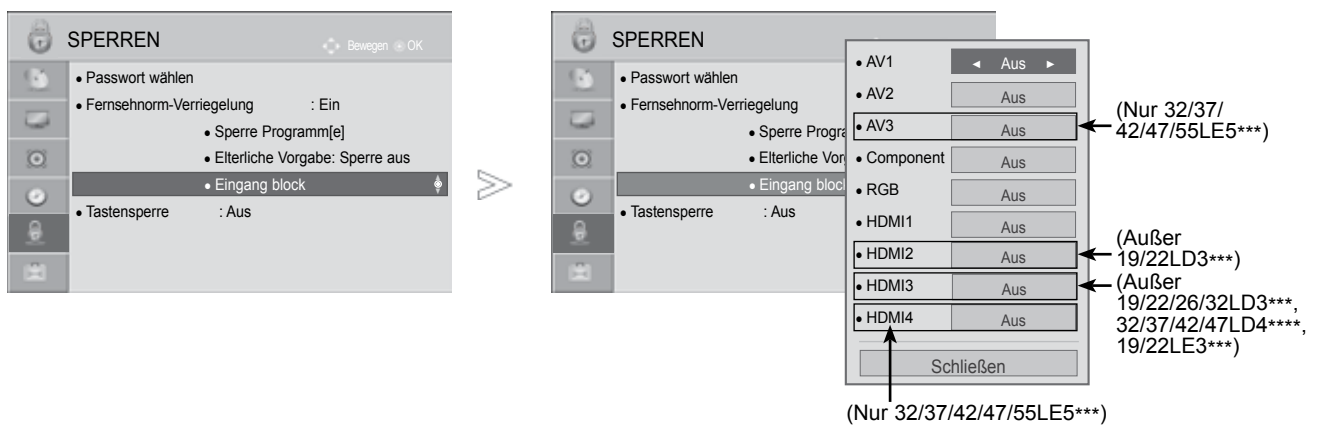 SPERREN
Bewegen OK
• Passwort wählen
• Fernsehnorm-Verriegelung : Ein
• Sperre Programm[e]
• Elterliche Vorgabe: Sperre aus
• Eingang block
• Tastensperre : Aus
SPERREN
• Passwort wählen
• Fernsehnorm-Verriegelung
• Sperre Progra
• Elterliche Vor
• Eingang block
• Tastensperre : Aus
• AV1 ◄ Aus ►
• AV2 Aus
• AV3 Aus
• Component Aus
• RGB Aus
• HDMI1 Aus
• HDMI2 Aus
• HDMI3 Aus
• HDMI4 Aus
Schließen
(Nur 32/37/
42/47/55LE5***)
(Außer
19/22LD3***)
(Außer
19/22/26/32LD3***,
32/37/42/47LD4****,
19/22LE3***)
(Nur 32/37/42/47/55LE5***)